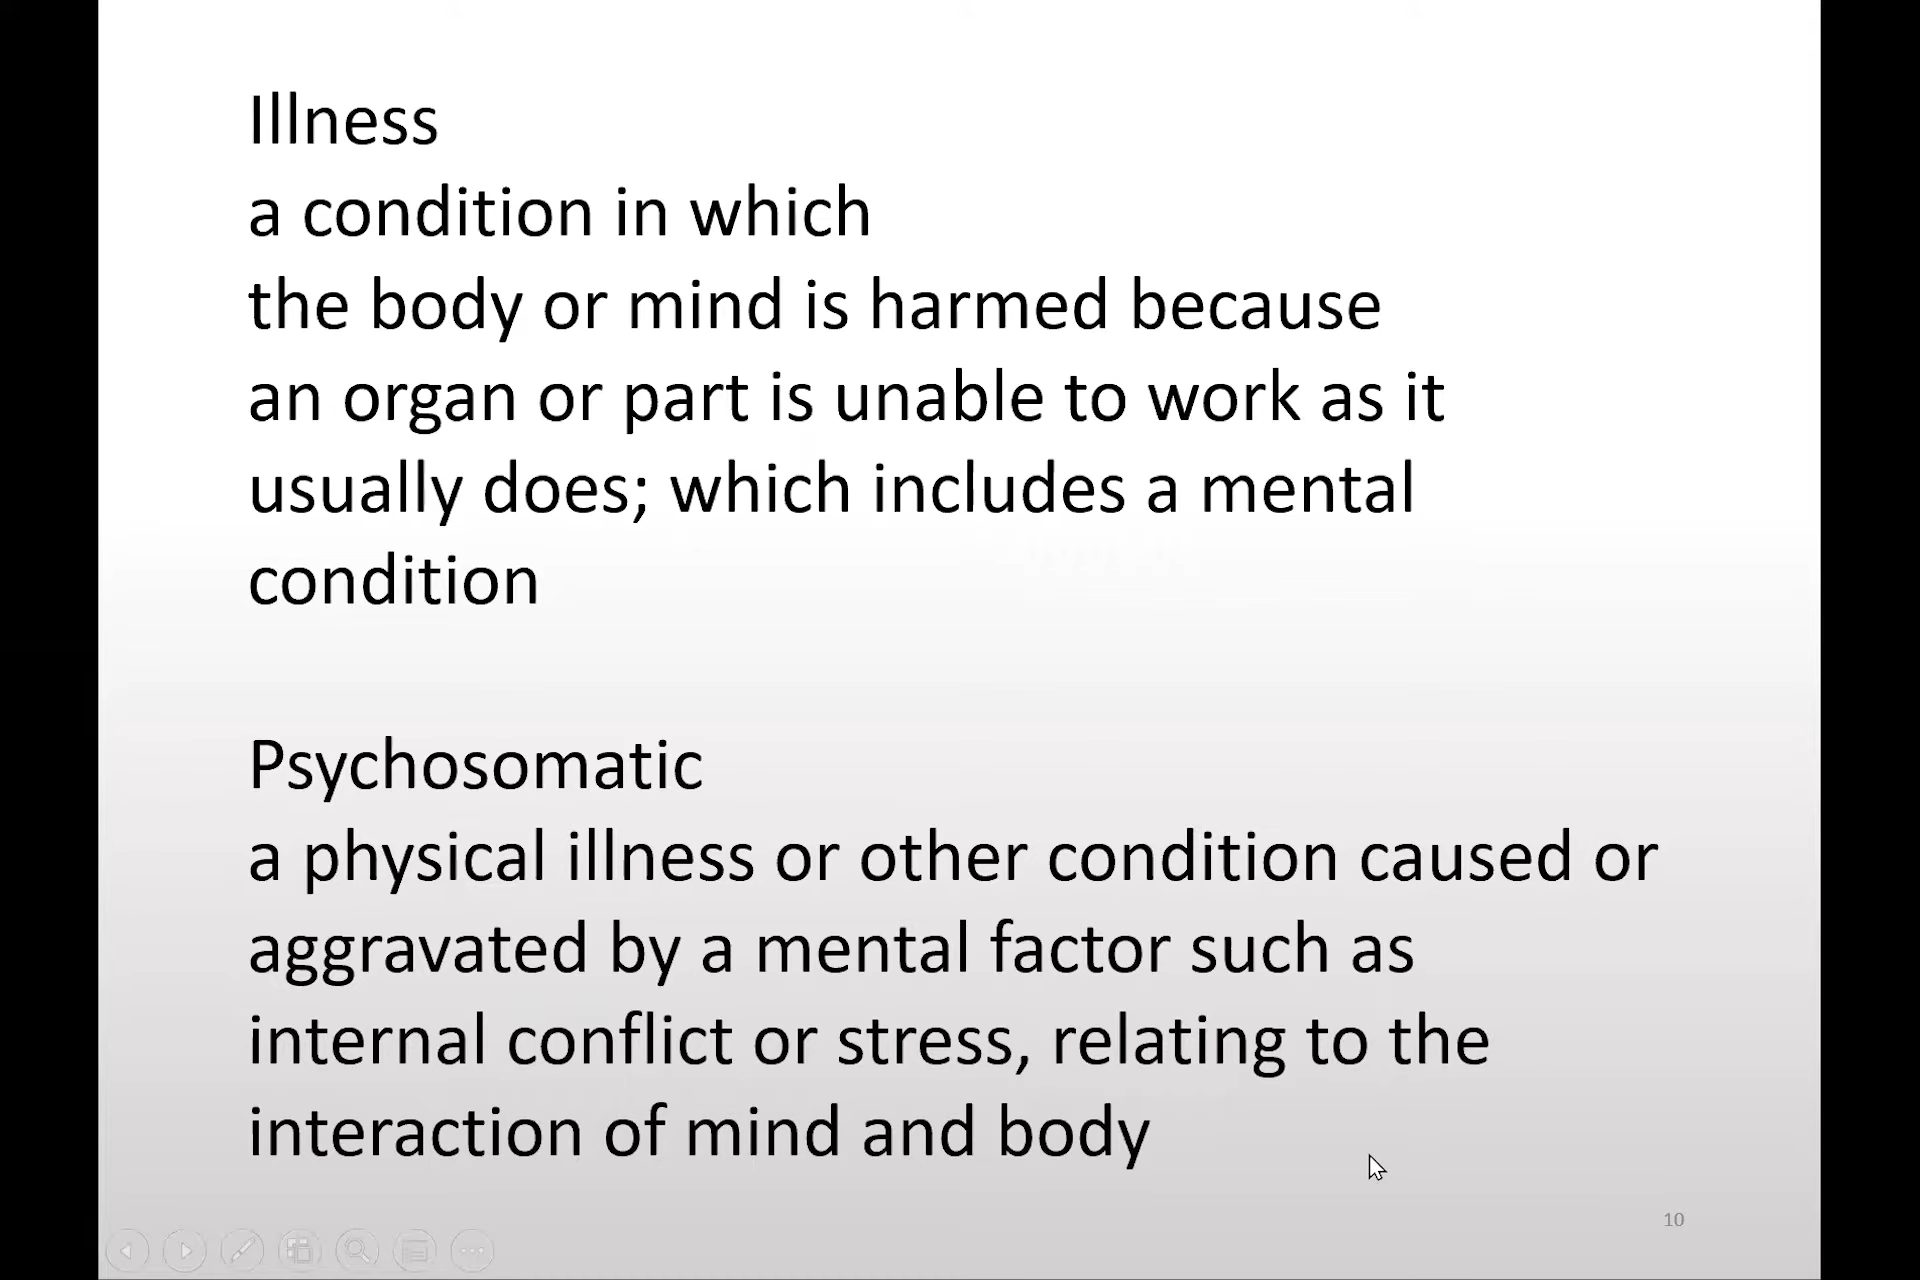 Illness
a condition in which
the body or mind is harmed because
an organ or part is unable to work as it
usually does; which includes a mental
condition
Psychosomatic
a physical illness or other condition caused or
aggravated by a mental factor such as
internal conflict or stress, relating to the
interaction of mind and body
10